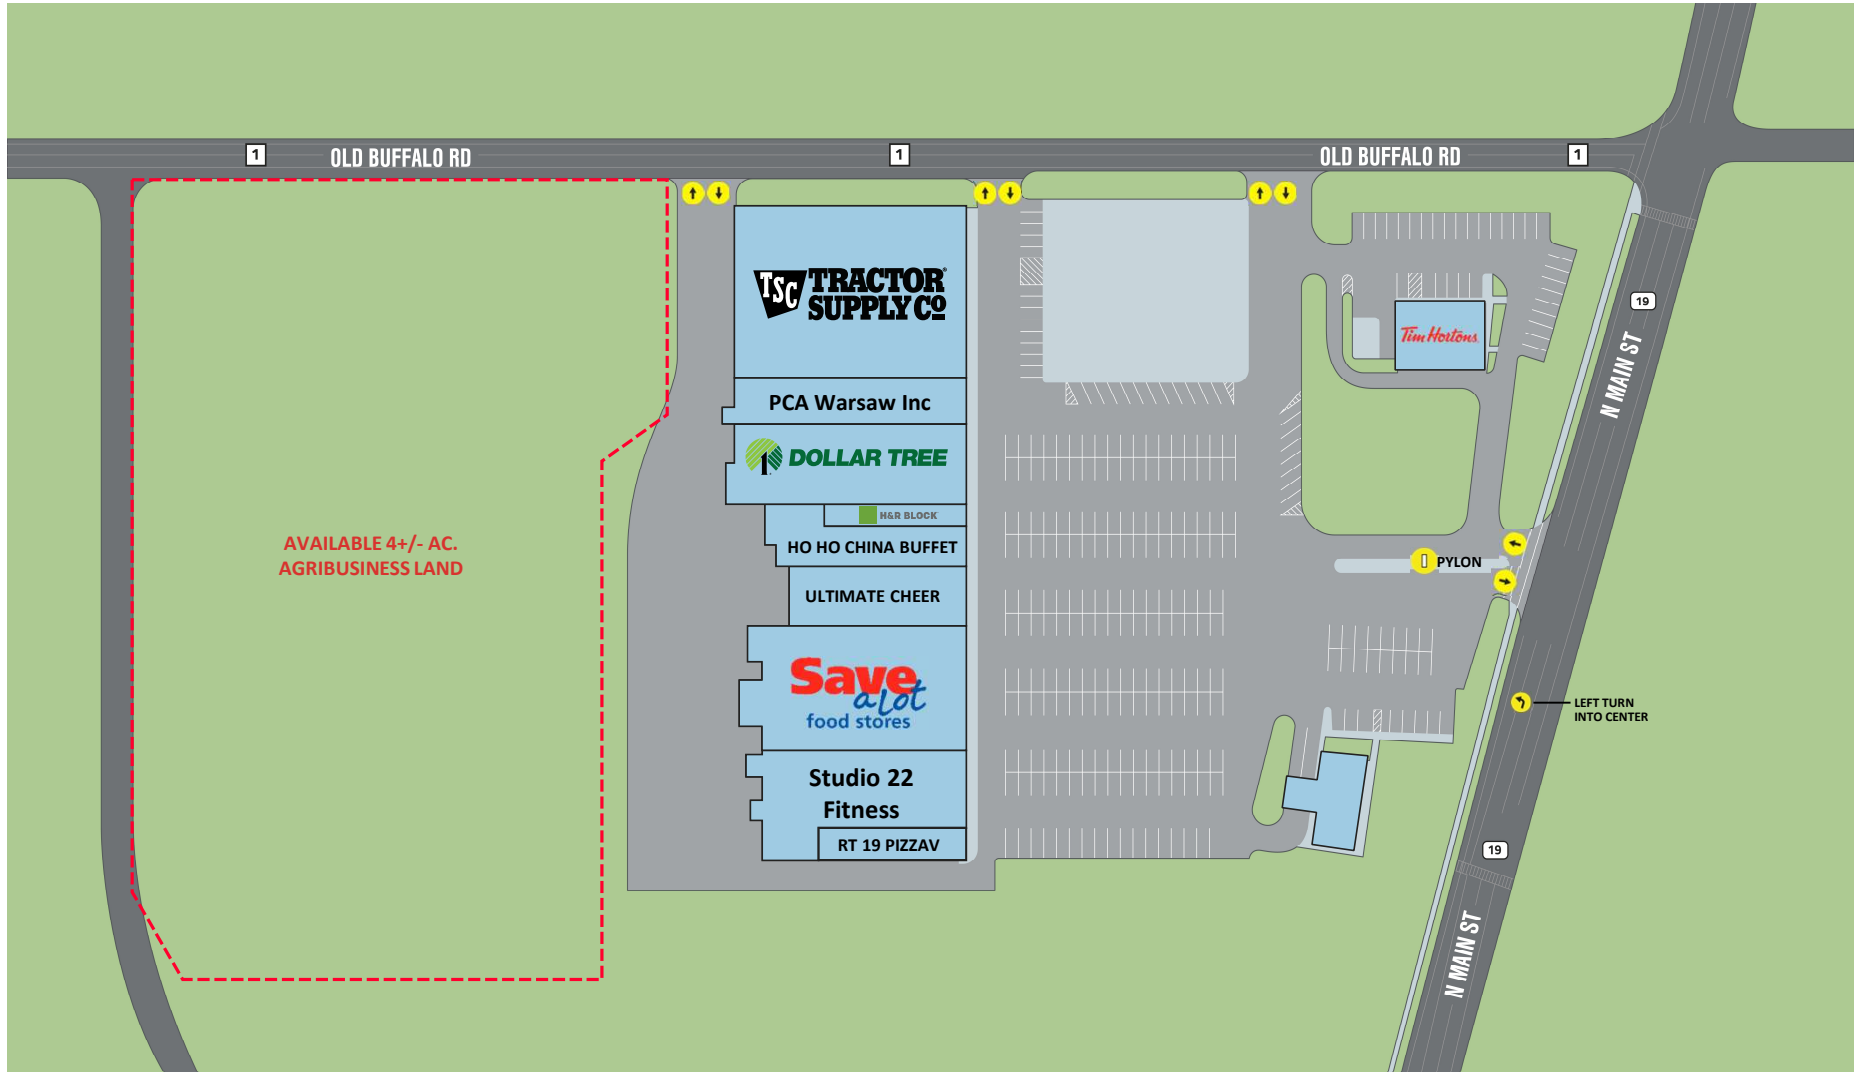 1
OLD BUFFALO RD
1
OLD BUFFALO RD
1
TSC TRACTOR
SUPPLY CO
19
Tim Hortons
N MAIN ST
PCA Warsaw Inc
1 DOLLAR TREE
H&R BLOCK
HO HO CHINA BUFFET
AVAILABLE 4+/- AC.
AGRIBUSINESS LAND
PYLON
ULTIMATE CHEER
Save
a lot
food stores
LEFT TURN
INTO CENTER
Studio 22
Fitness
RT 19 PIZZAV
19
N MAIN ST